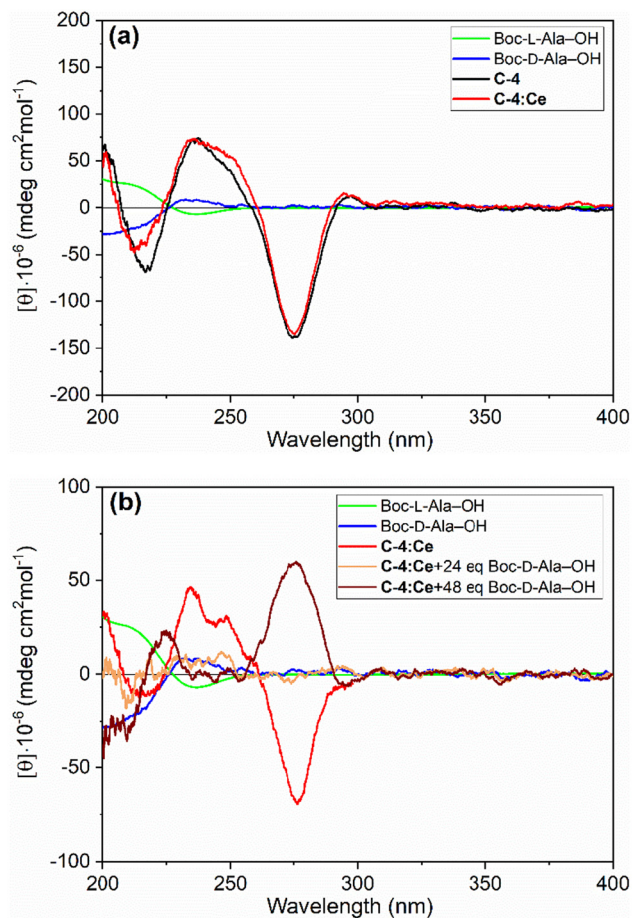 (a)
200
150
100
50
0
-50
-100
-150
-200
[θ]·10⁻⁶ (mdeg cm²mol⁻¹)
Boc-L-Ala–OH
Boc-D-Ala–OH
C-4
C-4:Ce
200 250 300 350 400
Wavelength (nm)
(b)
100
50
0
-50
-100
[θ]·10⁻⁶ (mdeg cm²mol⁻¹)
Boc-L-Ala–OH
Boc-D-Ala–OH
C-4:Ce
C-4:Ce+24 eq Boc-D-Ala–OH
C-4:Ce+48 eq Boc-D-Ala–OH
200 250 300 350 400
Wavelength (nm)